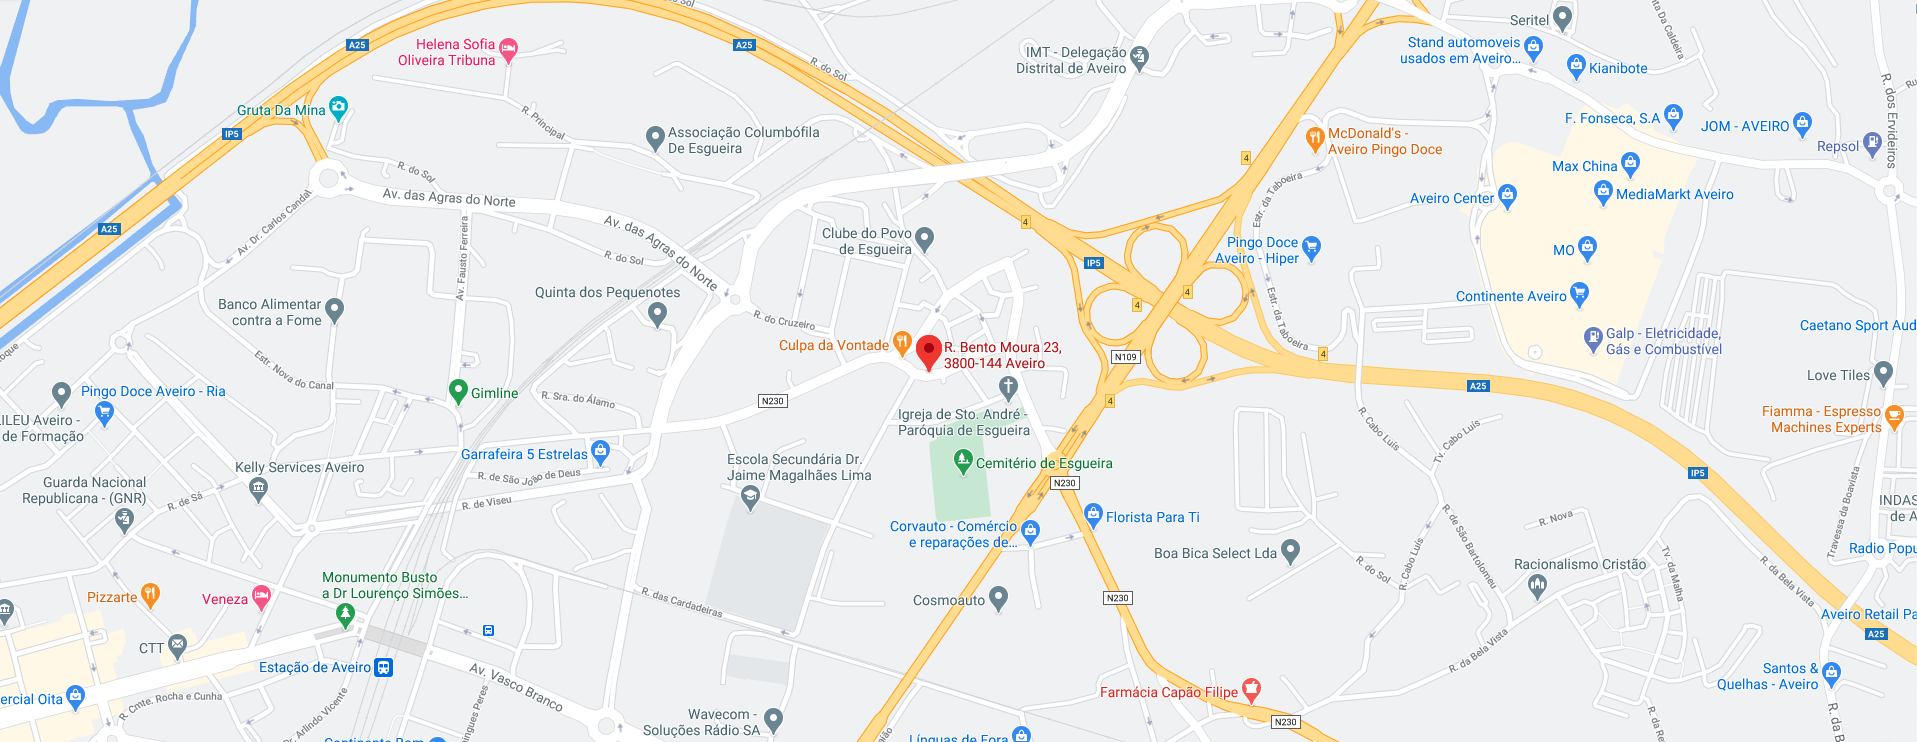 R. do Sol
Seritel
A25
A25
Helena Sofia
Oliveira Tribuna
Stand automoveis
usados em Aveiro...
IMT - Delegação
Distrital de Aveiro
Kianibote
R. do Sol
R. dos Ervideiros
Gruta Da Mina
R. Principal
F. Fonseca, S.A
JOM - AVEIRO
IP5
Associação Columbófila
De Esgueira
McDonald's -
Aveiro Pingo Doce
Repsol
4
Max China
R. do Sol
Estr. da Taboeira
Av. das Agras do Norte
Aveiro Center
MediaMarkt Aveiro
Av. Dr. Carlos Candal
A25
Av. das Agras do Norte
4
Clube do Povo
de Esgueira
Pingo Doce
Aveiro - Hiper
MO
Av. Fausto Ferreira
R. do Sol
IP5
Quinta dos Pequenotes
4
4
Continente Aveiro
Banco Alimentar
contra a Fome
R. do Cruzeiro
Estr. da Taboeira
Caetano Sport Aud
Culpa da Vontade
R. Bento Moura 23,
3800-144 Aveiro
N109
4
Galp - Eletricidade,
Gás e Combustível
Estr. Nova do Canal
Love Tiles
Pingo Doce Aveiro - Ria
Gimline
R. Sra. do Álamo
N230
4
A25
LILEU Aveiro -
de Formação
Igreja de Sto. André -
Paróquia de Esgueira
Fiamma - Espresso
Machines Experts
R. Cabo Luís
Tv. Cabo Luís
Garrafeira 5 Estrelas
Escola Secundária Dr.
Jaime Magalhães Lima
Cemitério de Esgueira
IP5
Kelly Services Aveiro
R. de São João de Deus
N230
Guarda Nacional
Republicana - (GNR)
R. de Sá
R. de Viseu
Travessa da Boavista
INDAS
de A
Corvauto - Comércio
e reparações de...
Florista Para Ti
R. Nova
R. de São Bartolomeu
Boa Bica Select Lda
Radio Popu
R. do Sol
R. Cabo Luís
Racionalismo Cristão
Tv. da Malha
R. da Bela Vista
Monumento Busto
a Dr Lourenço Simões...
Pizzarte
Veneza
R. das Cardadeiras
Cosmoauto
N230
Aveiro Retail Pa
A25
CTT
Estação de Aveiro
Av. Vasco Branco
R. da Bela Vista
Santos &
Quelhas - Aveiro
ercial Oita
R. Cmte. Rocha e Cunha
Farmácia Capão Filipe
Wavecom -
Soluções Rádio SA
N230
Línguas de Fora